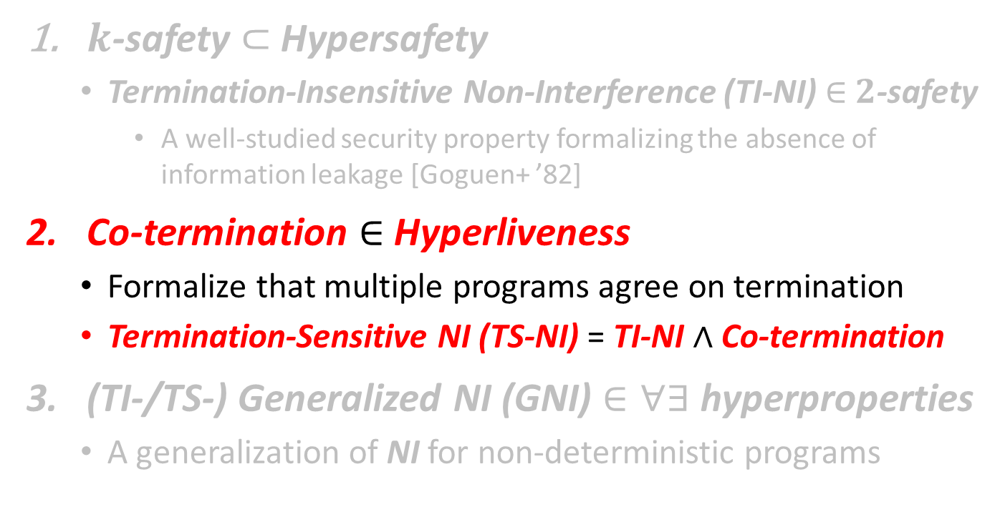 1. k-safety ⊂ Hypersafety
• Termination-Insensitive Non-Interference (TI-NI) ∈ 2-safety
• A well-studied security property formalizing the absence of
information leakage [Goguen+ ’82]
2. Co-termination ∈ Hyperliveness
• Formalize that multiple programs agree on termination
• Termination-Sensitive NI (TS-NI) = TI-NI ∧ Co-termination
3. (TI-/TS-) Generalized NI (GNI) ∈ ∀∃ hyperproperties
• A generalization of NI for non-deterministic programs